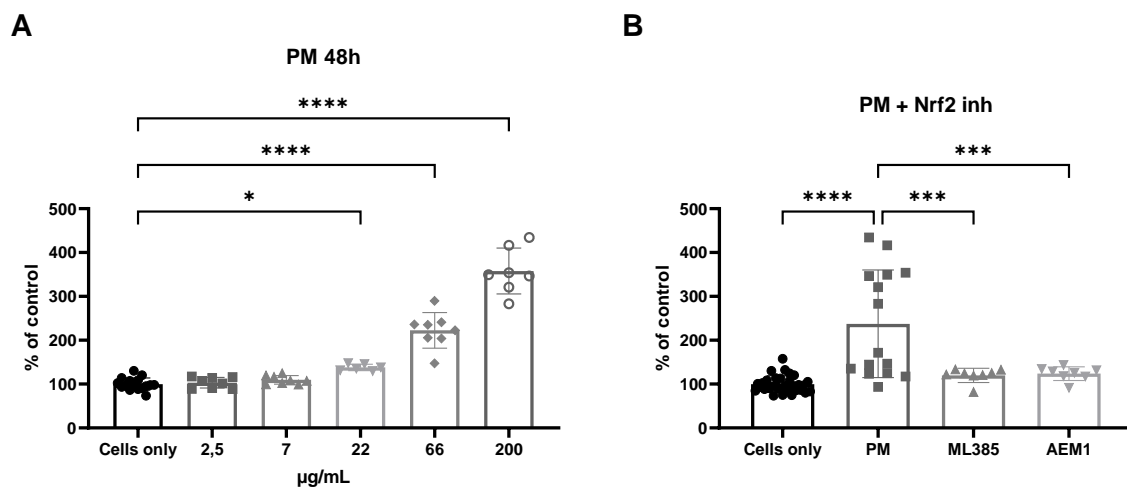 A
PM 48h
****
****
*
500
400
300
200
100
0
% of control
Cells only 2,5 7 22 66 200
µg/mL
B
PM + Nrf2 inh
***
**** ***
500
400
300
200
100
0
% of control
Cells only PM ML385 AEM1